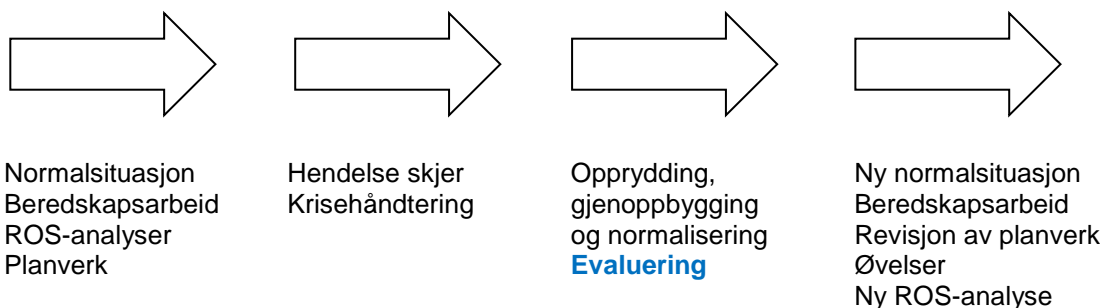 Normalsituasjon
Beredskapsarbeid
ROS-analyser
Planverk
Hendelse skjer
Krisehåndtering
Opprydding,
gjenoppbygging
og normalisering
Evaluering
Ny normalsituasjon
Beredskapsarbeid
Revisjon av planverk
Øvelser
Ny ROS-analyse